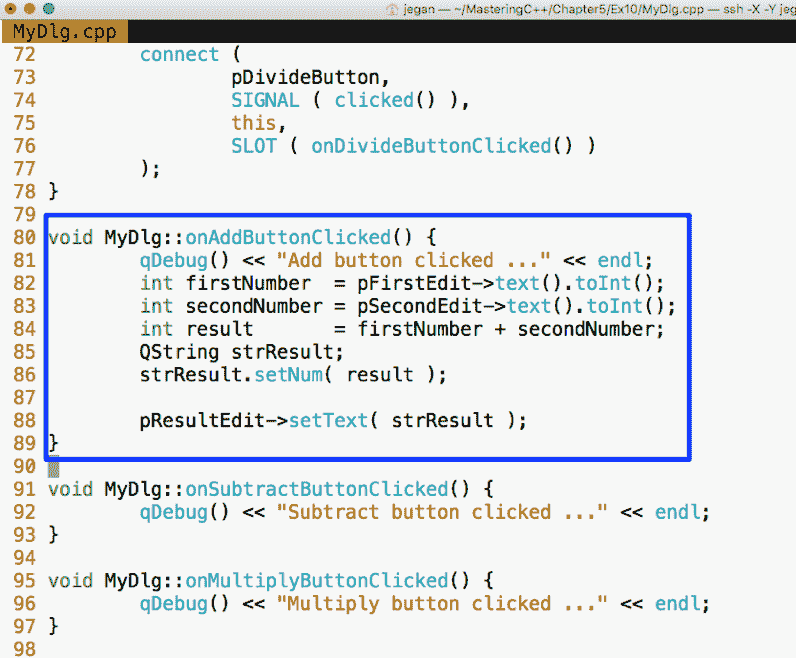 jegan — ~/MasteringC++/Chapter5/Ex10/MyDlg.cpp — ssh -X -Y jeg
MyDlg.cpp
72         connect (
73                 pDivideButton,
74                 SIGNAL ( clicked() ),
75                 this,
76                 SLOT ( onDivideButtonClicked() )
77         );
78 }
79
80 void MyDlg::onAddButtonClicked() {
81         qDebug() << "Add button clicked ..." << endl;
82         int firstNumber  = pFirstEdit->text().toInt();
83         int secondNumber = pSecondEdit->text().toInt();
84         int result       = firstNumber + secondNumber;
85         QString strResult;
86         strResult.setNum( result );
87
88         pResultEdit->setText( strResult );
89 }
90
91 void MyDlg::onSubtractButtonClicked() {
92         qDebug() << "Subtract button clicked ..." << endl;
93 }
94
95 void MyDlg::onMultiplyButtonClicked() {
96         qDebug() << "Multiply button clicked ..." << endl;
97 }
98